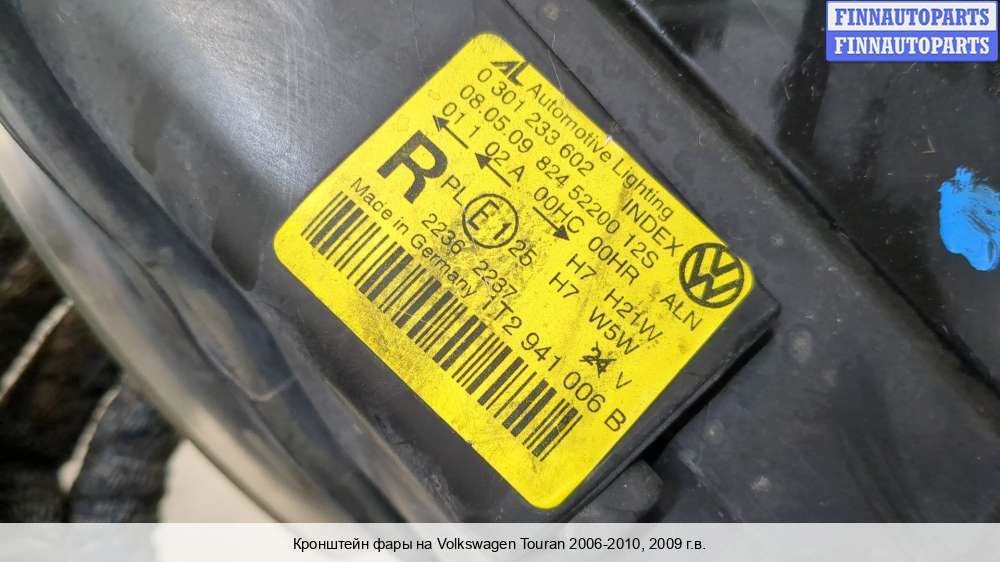 FINNAUTOPARTS
FINNAUTOPARTS
AL Automotive Lighting
0 301 233 602 INDEX ALN
08.05.09 824 52200 12S
01 1 02 A 00HC 00HR H21W
R PL E1 25 H7 W5W
2236 2237 H7 24 V
Made in Germany 1T2 941 006 B
Кронштейн фары на Volkswagen Touran 2006-2010, 2009 г.в.